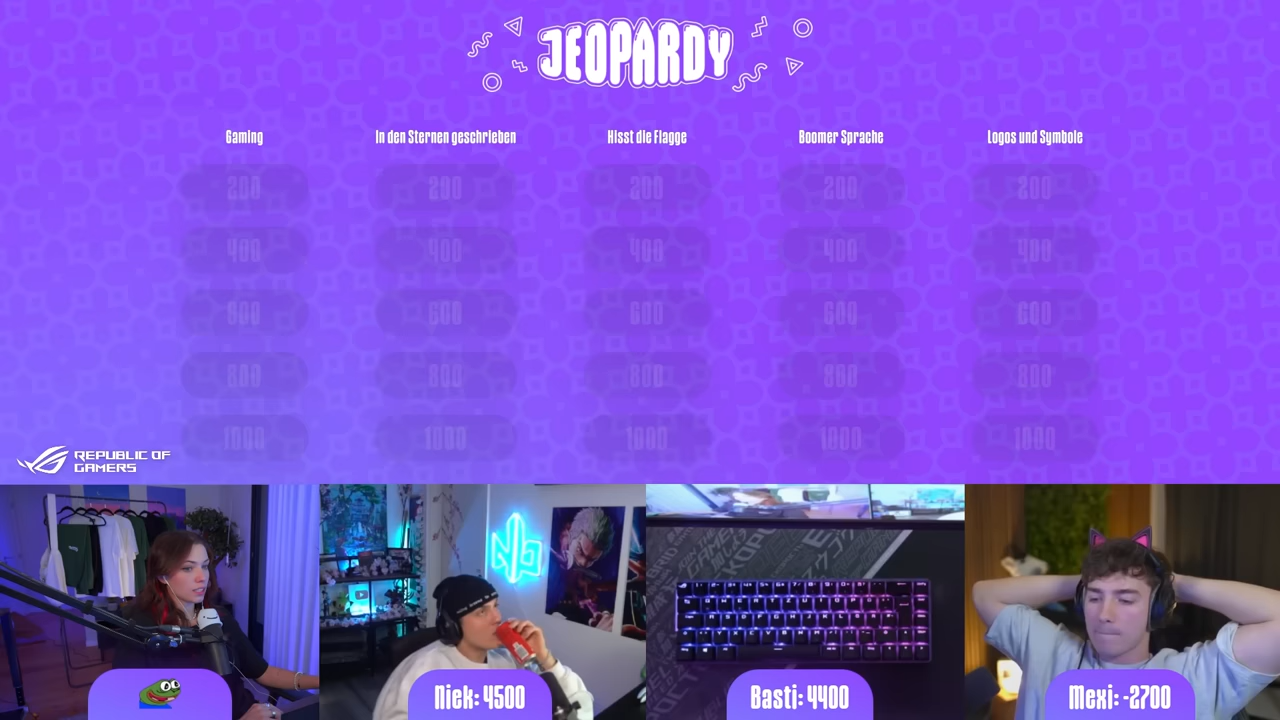 JEOPARDY
Gaming In den Sternen geschrieben Hisst die Flagge Boomer Sprache Logos und Symbole
200 200 200 200 200
400 400 400 400 400
600 600 600 600 600
800 800 800 800 800
1000 1000 1000 1000 1000
REPUBLIC OF
GAMERS
Niek: 4500 Basti: 4400 Mexi: -2700